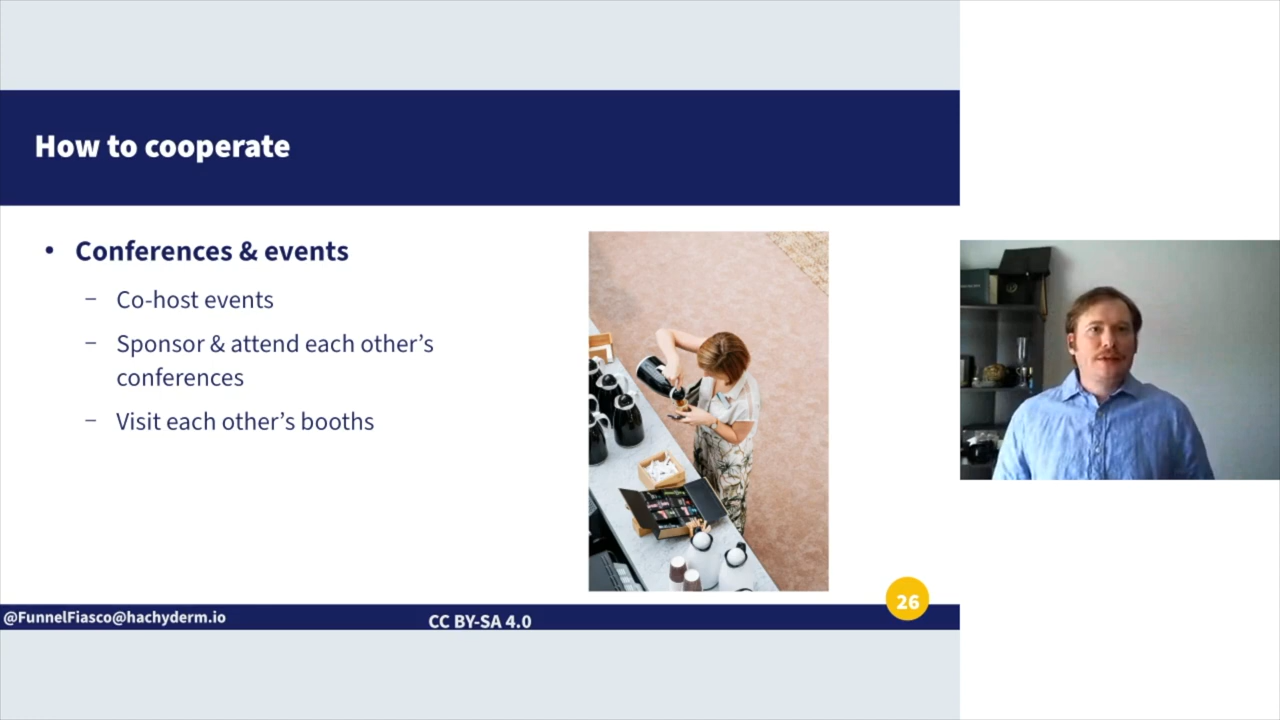 How to cooperate
• Conferences & events
– Co-host events
– Sponsor & attend each other’s
conferences
– Visit each other’s booths
26
@FunnelFiasco@hachyderm.io
CC BY-SA 4.0